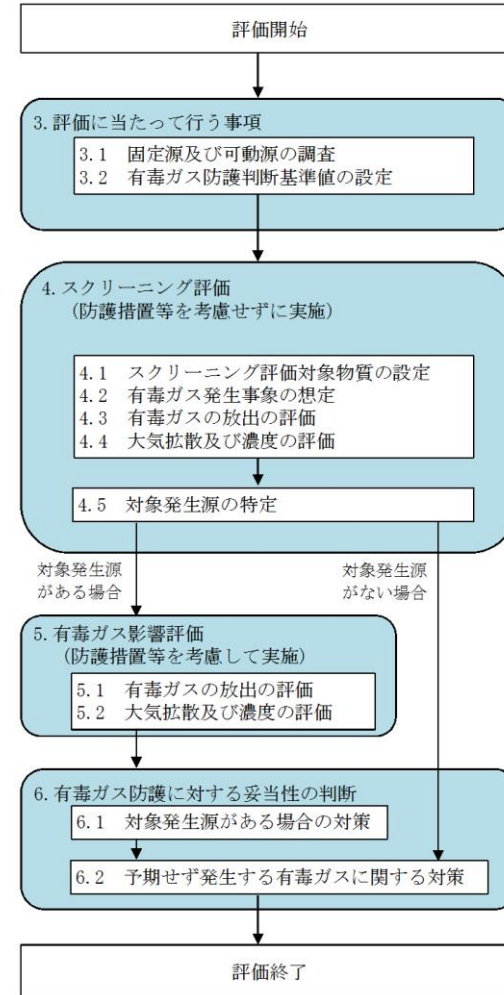 評価開始
3.評価に当たって行う事項
3.1 固定源及び可動源の調査
3.2 有毒ガス防護判断基準値の設定
4.スクリーニング評価
(防護措置等を考慮せずに実施)
4.1 スクリーニング評価対象物質の設定
4.2 有毒ガス発生事象の想定
4.3 有毒ガスの放出の評価
4.4 大気拡散及び濃度の評価
4.5 対象発生源の特定
対象発生源
がある場合
対象発生源
がない場合
5.有毒ガス影響評価
(防護措置等を考慮して実施)
5.1 有毒ガスの放出の評価
5.2 大気拡散及び濃度の評価
6.有毒ガス防護に対する妥当性の判断
6.1 対象発生源がある場合の対策
6.2 予期せず発生する有毒ガスに関する対策
評価終了